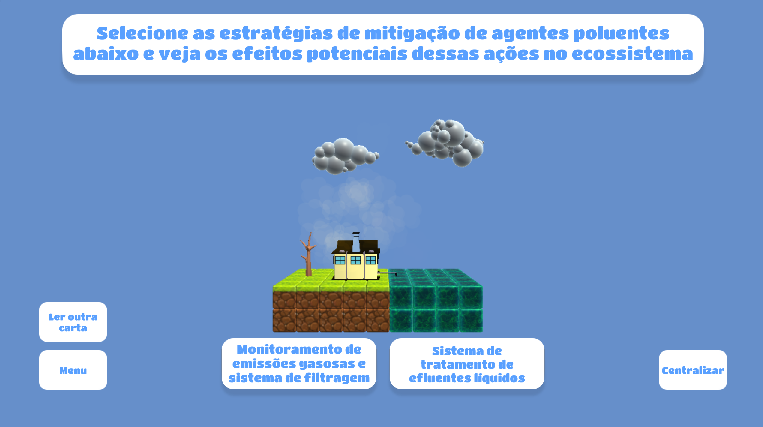 Selecione as estratégias de mitigação de agentes poluentes
abaixo e veja os efeitos potenciais dessas ações no ecossistema
Ler outra
carta
Menu
Monitoramento de
emissões gasosas e
sistema de filtragem
Sistema de
tratamento de
efluentes líquidos
Centralizar